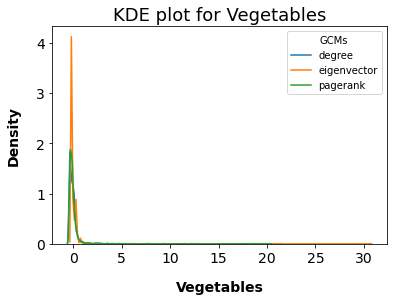 KDE plot for Vegetables
GCMs
degree
eigenvector
pagerank
Density
4
3
2
1
0
0 5 10 15 20 25 30
Vegetables